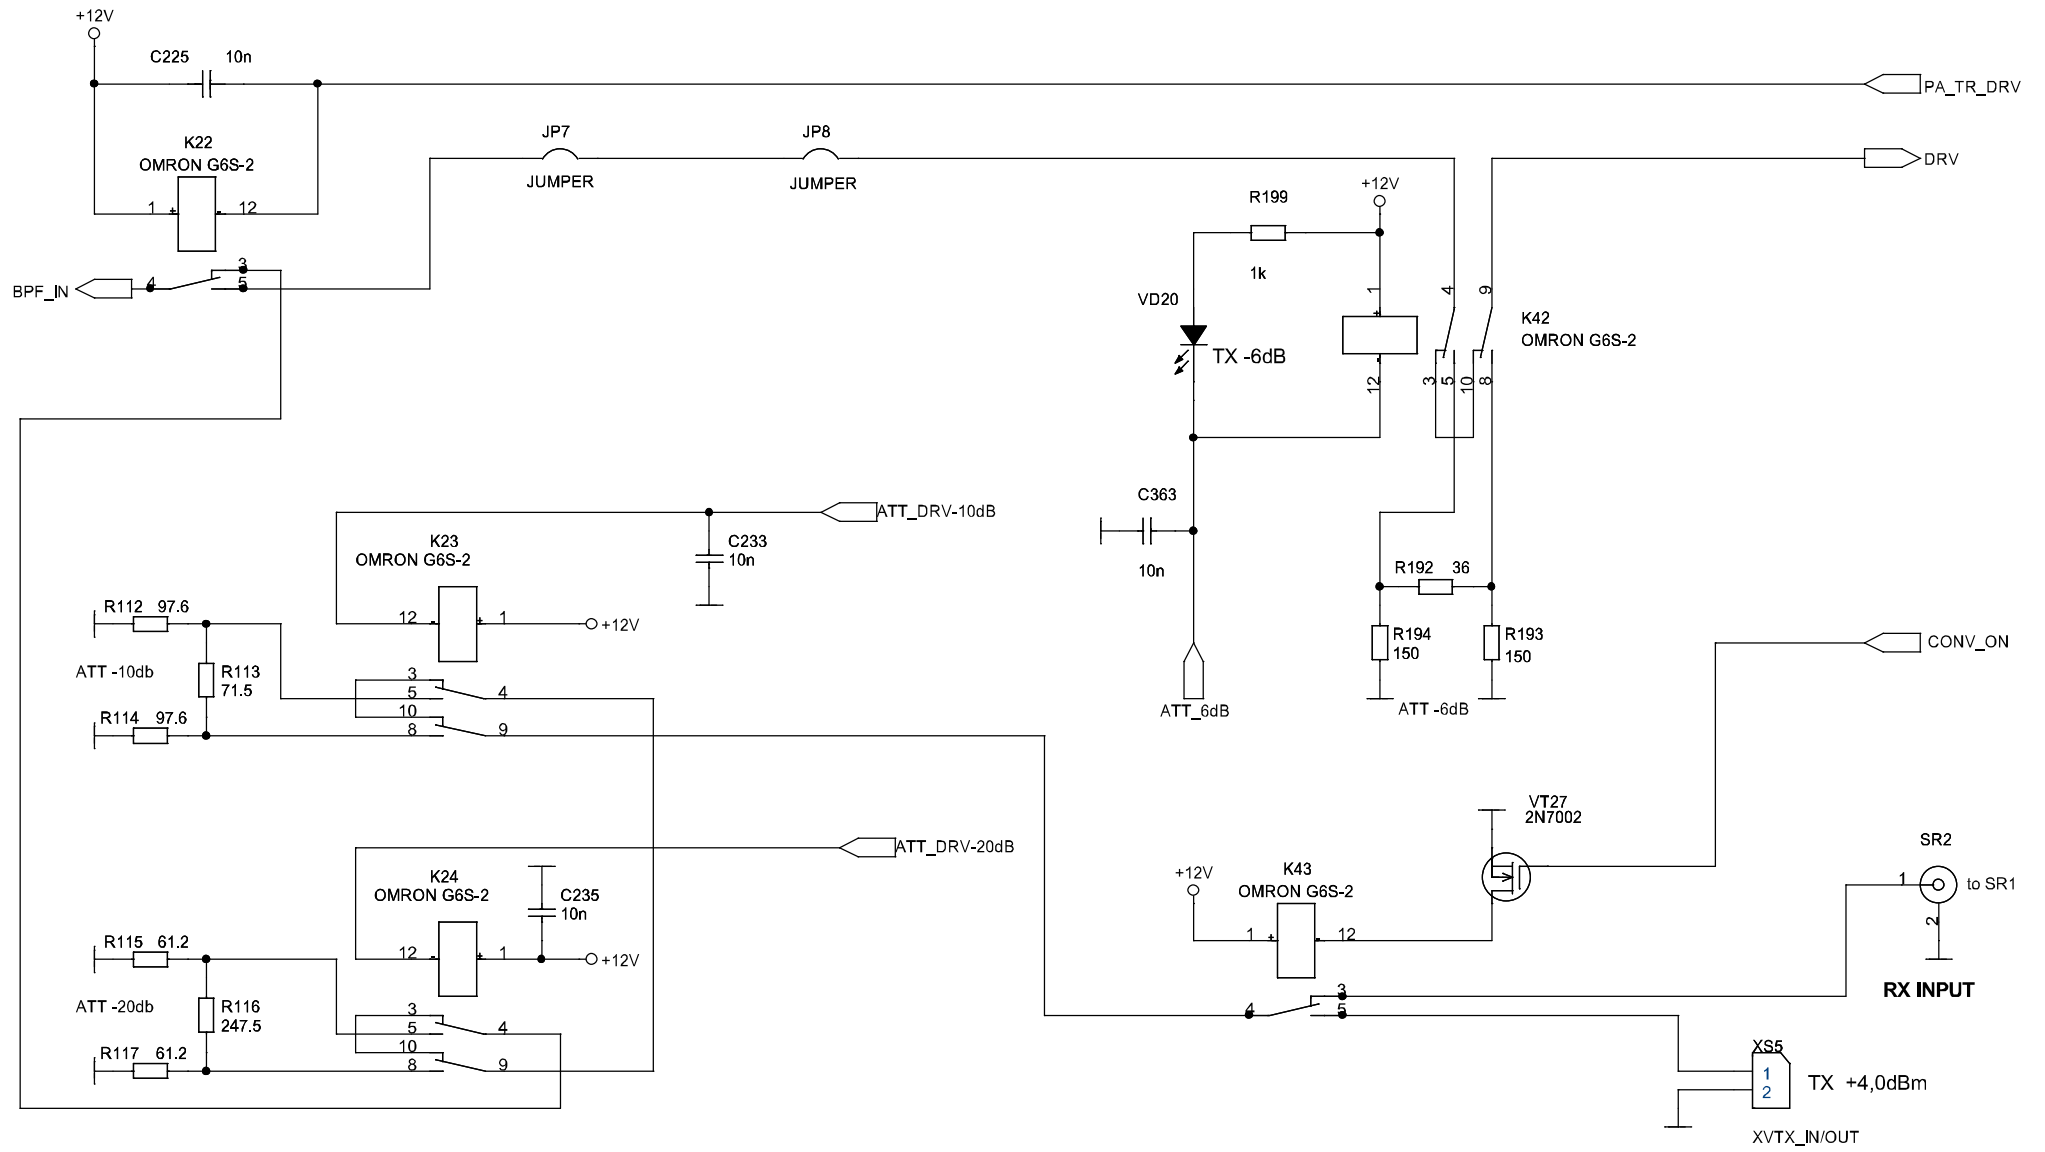 +12V
C225 10n
PA_TR_DRV
K22
OMRON G6S-2
1 + - 12
JP7
JUMPER
JP8
JUMPER
DRV
BPF_IN
4
3
5
R199
1k
+12V
VD20
TX -6dB
1
+
-
12
4
9
K42
OMRON G6S-2
3
5
10
8
C363
10n
ATT_6dB
R192 36
R194
150
R193
150
ATT -6dB
ATT_DRV-10dB
K23
OMRON G6S-2
C233
10n
12 - + 1
+12V
R112 97.6
ATT -10db
R113
71.5
R114 97.6
3
5
10
8
4
9
CONV_ON
ATT_DRV-20dB
K24
OMRON G6S-2
C235
10n
12 - + 1
+12V
R115 61.2
ATT -20db
R116
247.5
R117 61.2
3
5
10
8
4
9
VT27
2N7002
+12V
K43
OMRON G6S-2
1 + - 12
4
3
5
SR2
1
to SR1
2
RX INPUT
XS5
1
2
TX +4,0dBm
XVTX_IN/OUT